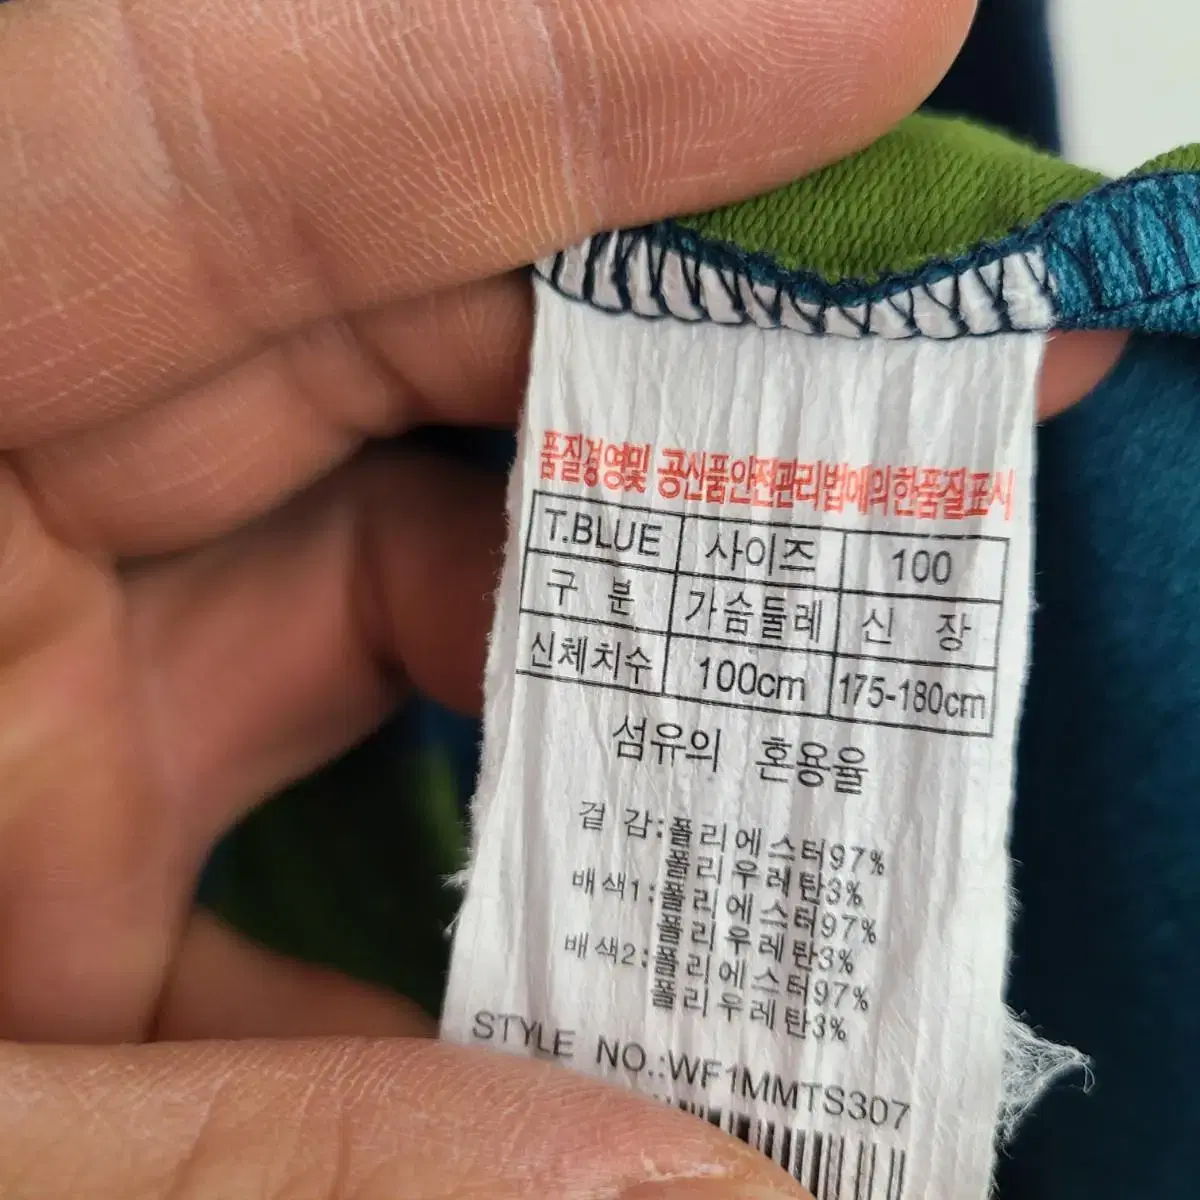 품질경영및 공산품안전관리법에의한품질표시
T.BLUE 사이즈 100
구 분 가슴둘레 신 장
신체치수 100cm 175-180cm
섬유의 혼용율
겉 감:폴리에스터97%
폴리우레탄3%
배색1:폴리에스터97%
폴리우레탄3%
배색2:폴리에스터97%
폴리우레탄3%
STYLE NO.:WF1MMTS307